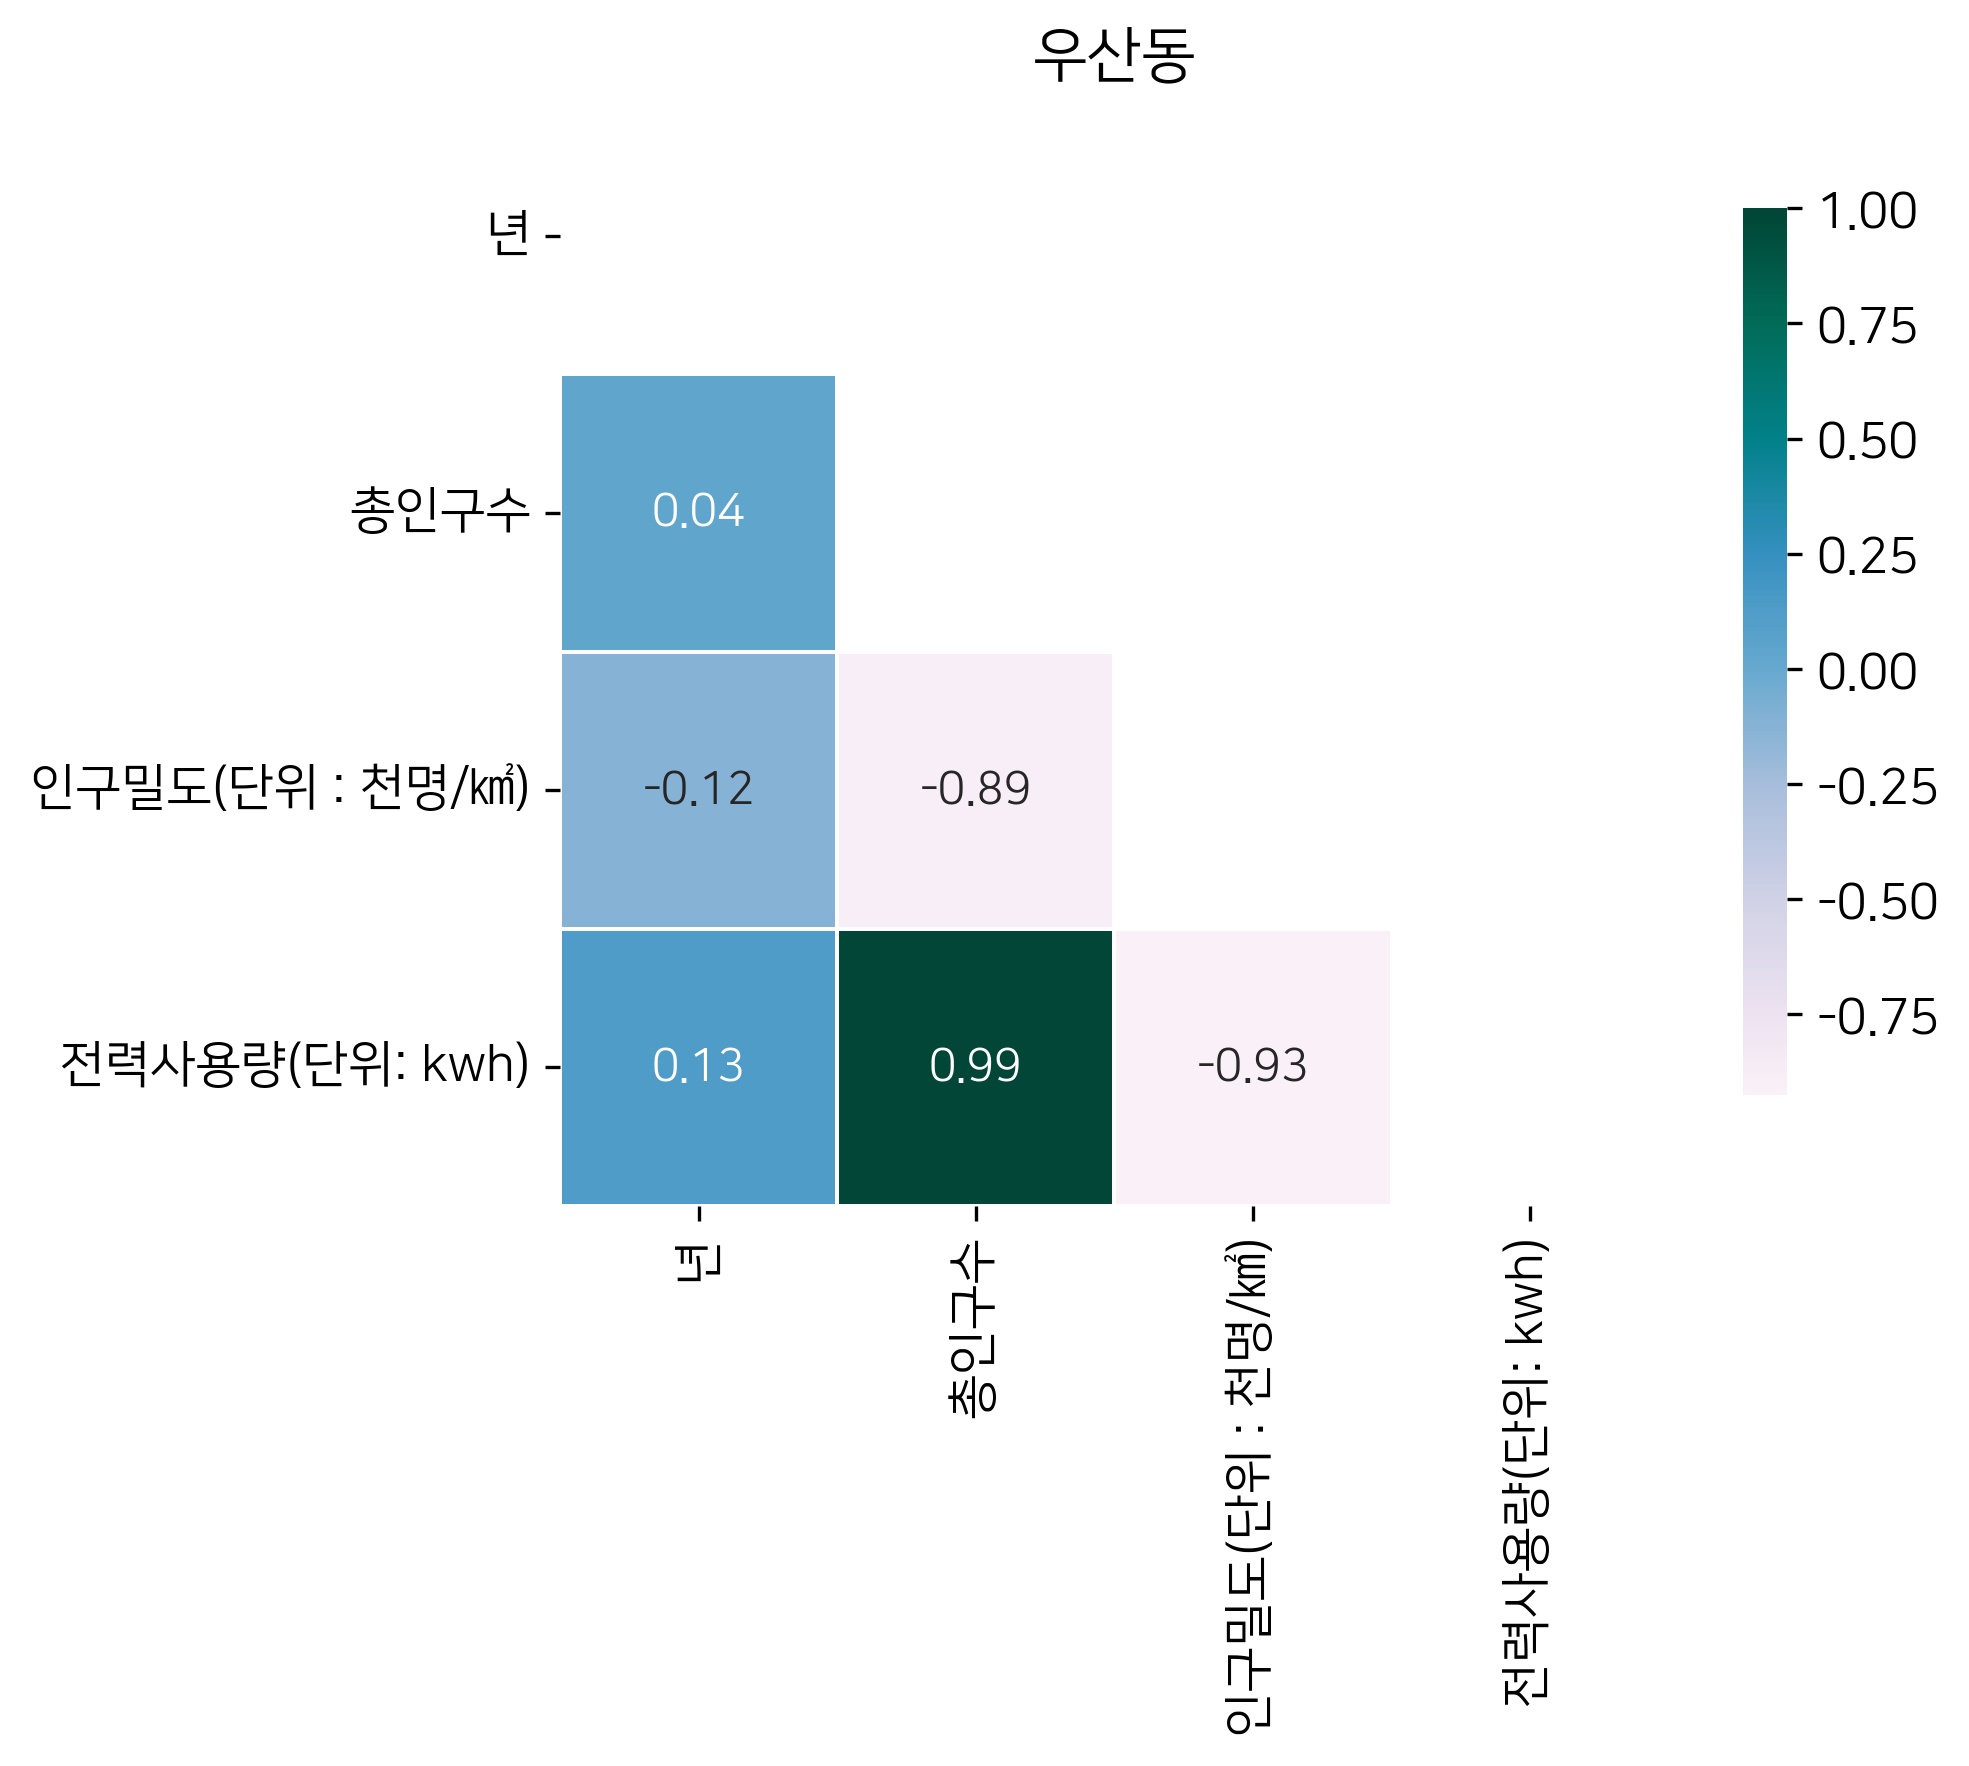 우산동
년
총인구수
0.04
인구밀도(단위 : 천명/㎢)
-0.12 -0.89
전력사용량(단위: kwh)
0.13 0.99 -0.93
년
총인구수
인구밀도(단위 : 천명/㎢)
전력사용량(단위: kwh)
1.00
0.75
0.50
0.25
0.00
-0.25
-0.50
-0.75